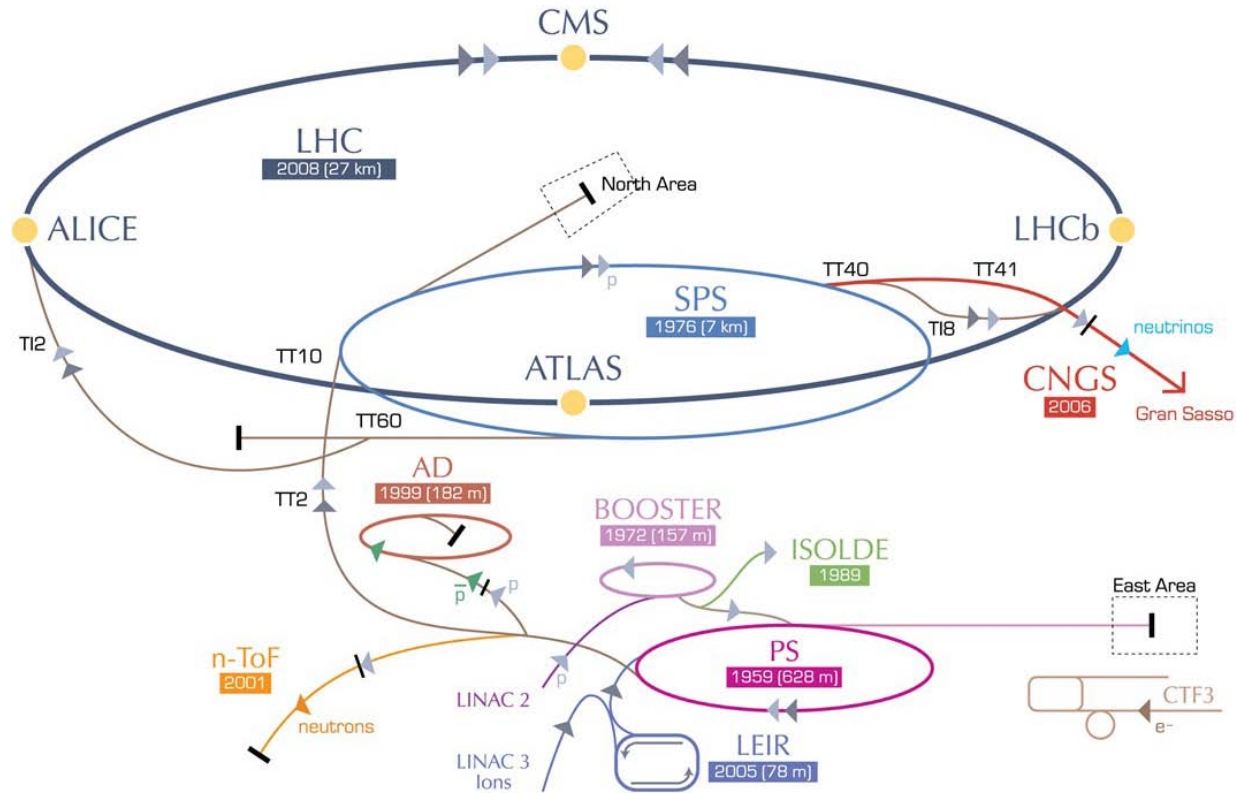 CMS
LHC
2008 (27 km)
North Area
ALICE
LHCb
TT40
TT41
p
SPS
1976 (7 km)
TI8
neutrinos
TI2
TT10
ATLAS
CNGS
2006
Gran Sasso
TT60
AD
1999 (182 m)
TT2
BOOSTER
1972 (157 m)
ISOLDE
1989
p̅
p
East Area
n-ToF
2001
PS
1959 (628 m)
LINAC 2
p
neutrons
CTF3
e–
LINAC 3
Ions
LEIR
2005 (78 m)